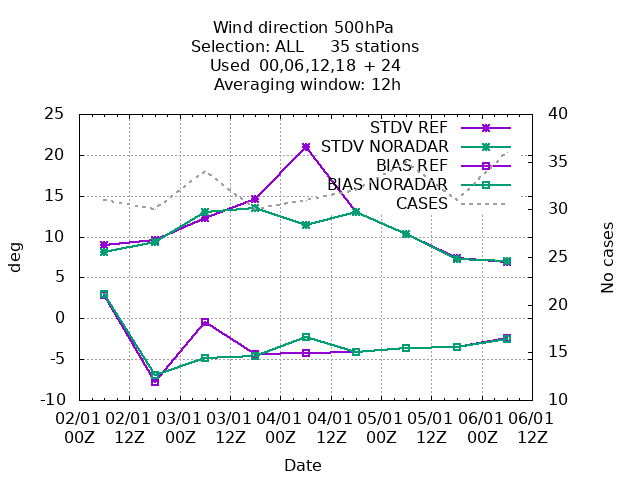 Wind direction 500hPa
Selection: ALL 35 stations
Used 00,06,12,18 + 24
Averaging window: 12h
25 40
STDV REF
STDV NORADAR
20 35
BIAS REF
BIAS NORADAR
15 30
CASES
10 25
5 20
0
-5 15
-10 10
deg
No cases
02/01 02/01 03/01 03/01 04/01 04/01 05/01 05/01 06/01 06/01
00Z 12Z 00Z 12Z 00Z 12Z 00Z 12Z 00Z 12Z
Date